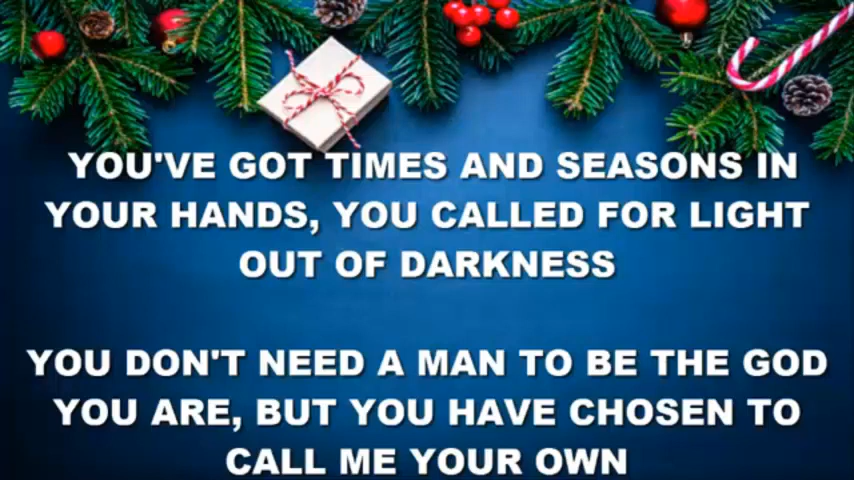 YOU'VE GOT TIMES AND SEASONS IN
YOUR HANDS, YOU CALLED FOR LIGHT
OUT OF DARKNESS
YOU DON'T NEED A MAN TO BE THE GOD
YOU ARE, BUT YOU HAVE CHOSEN TO
CALL ME YOUR OWN